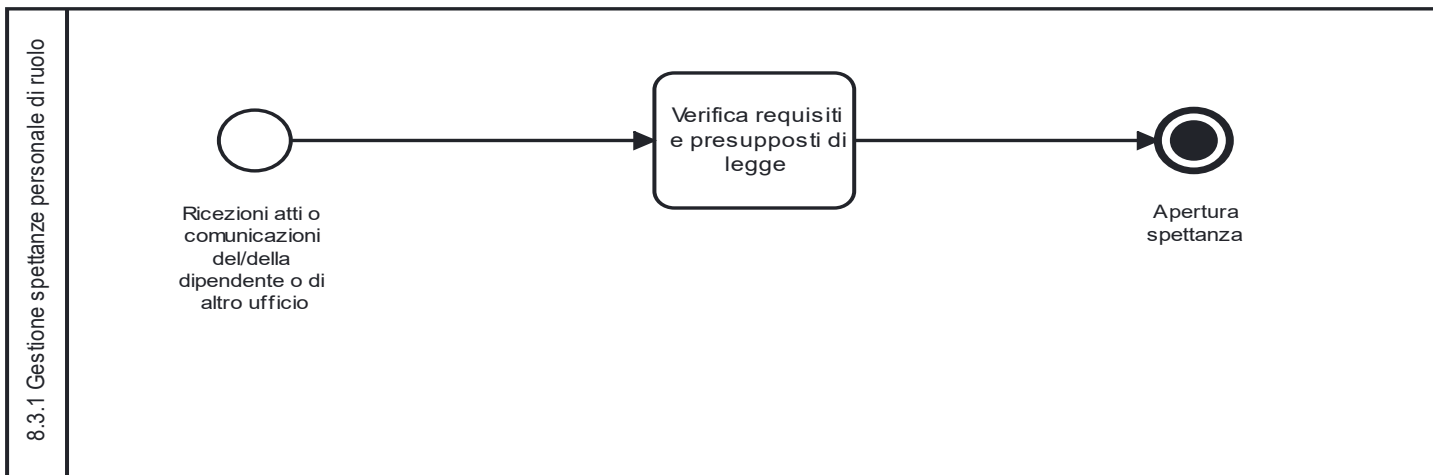 8.3.1 Gestione spettanze personale di ruolo
Ricezioni atti o
comunicazioni
del/della
dipendente o di
altro ufficio
Verifica requisiti
e presupposti di
legge
Apertura
spettanza